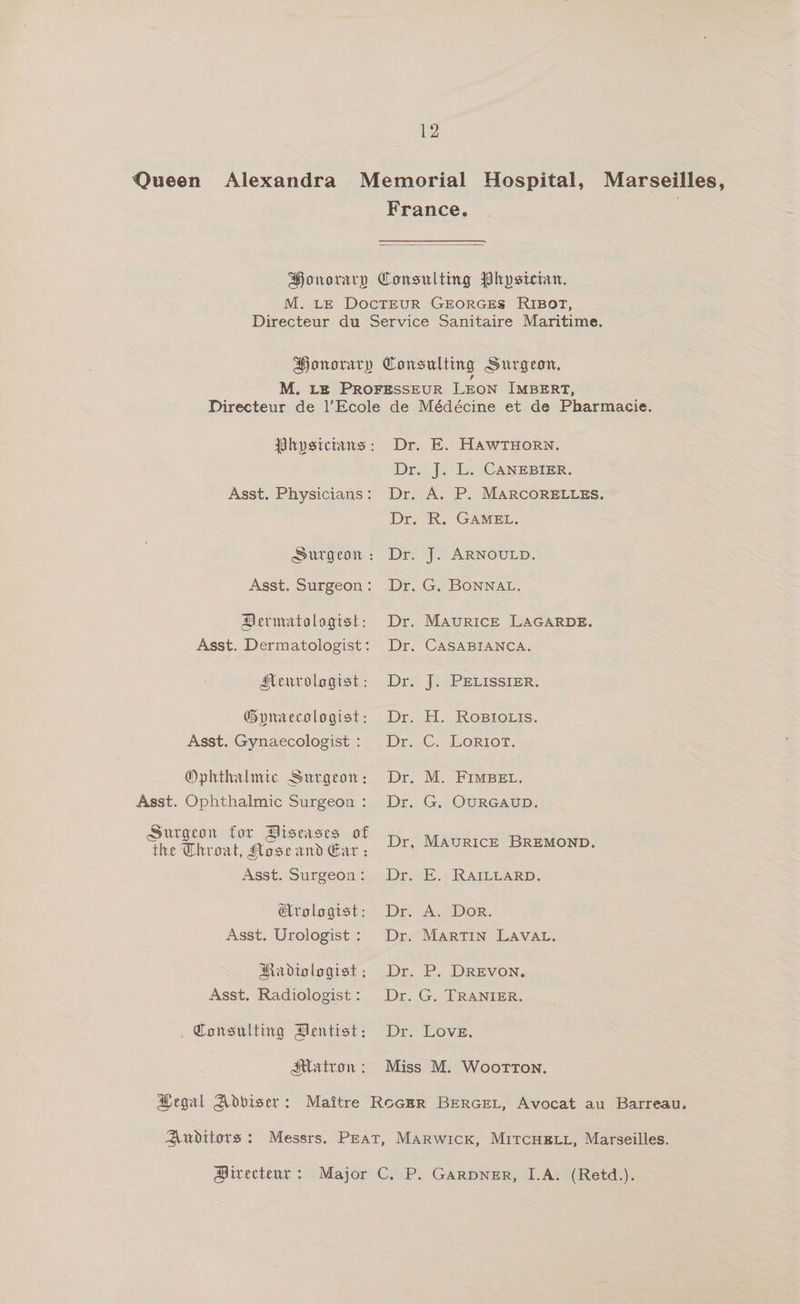 12
Queen Alexandra Memorial Hospital, Marseilles,
France.
Honorary Consulting Physician.
M. LE DOCTEUR GEORGES RIBOT,
Directeur du Service Sanitaire Maritime.
Honorary Consulting Surgeon.
M. LE PROFESSEUR LEON IMBERT,
Directeur de l'Ecole de Médécine et de Pharmacie.
Physicians: Dr. E. HAWTHORN.
Dr. J. L. CANEBIER.
Asst. Physicians: Dr. A. P. MARCORELLES.
Dr. R. GAMEL.
Surgeon: Dr. J. ARNOULD.
Asst. Surgeon: Dr. G. BONNAL.
Dermatologist: Dr. MAURICE LAGARDE.
Asst. Dermatologist: Dr. CASABIANCA.
Neurologist: Dr. J. PELISSIER.
Gynaecologist: Dr. H. ROBIOLIS.
Asst. Gynaecologist: Dr. C. LORIOT.
Ophthalmic Surgeon: Dr. M. FIMBEL.
Asst. Ophthalmic Surgeon: Dr. G. OURGAUD.
Surgeon for Diseases of
the Throat, Nose and Ear: Dr, MAURICE BREMOND.
Asst. Surgeon: Dr. E. RAILLARD.
Urologist: Dr. A. DOR.
Asst. Urologist: Dr. MARTIN LAVAL.
Radiologist: Dr. P. DREVON.
Asst. Radiologist: Dr. G. TRANIER.
Consulting Dentist: Dr. LOVE.
Matron: Miss M. WOOTTON.
Legal Adviser: Maître ROGER BERGEL, Avocat au Barreau.
Auditors: Messrs. PEAT, MARWICK, MITCHELL, Marseilles.
Directeur: Major C. P. GARDNER, I.A. (Retd.).